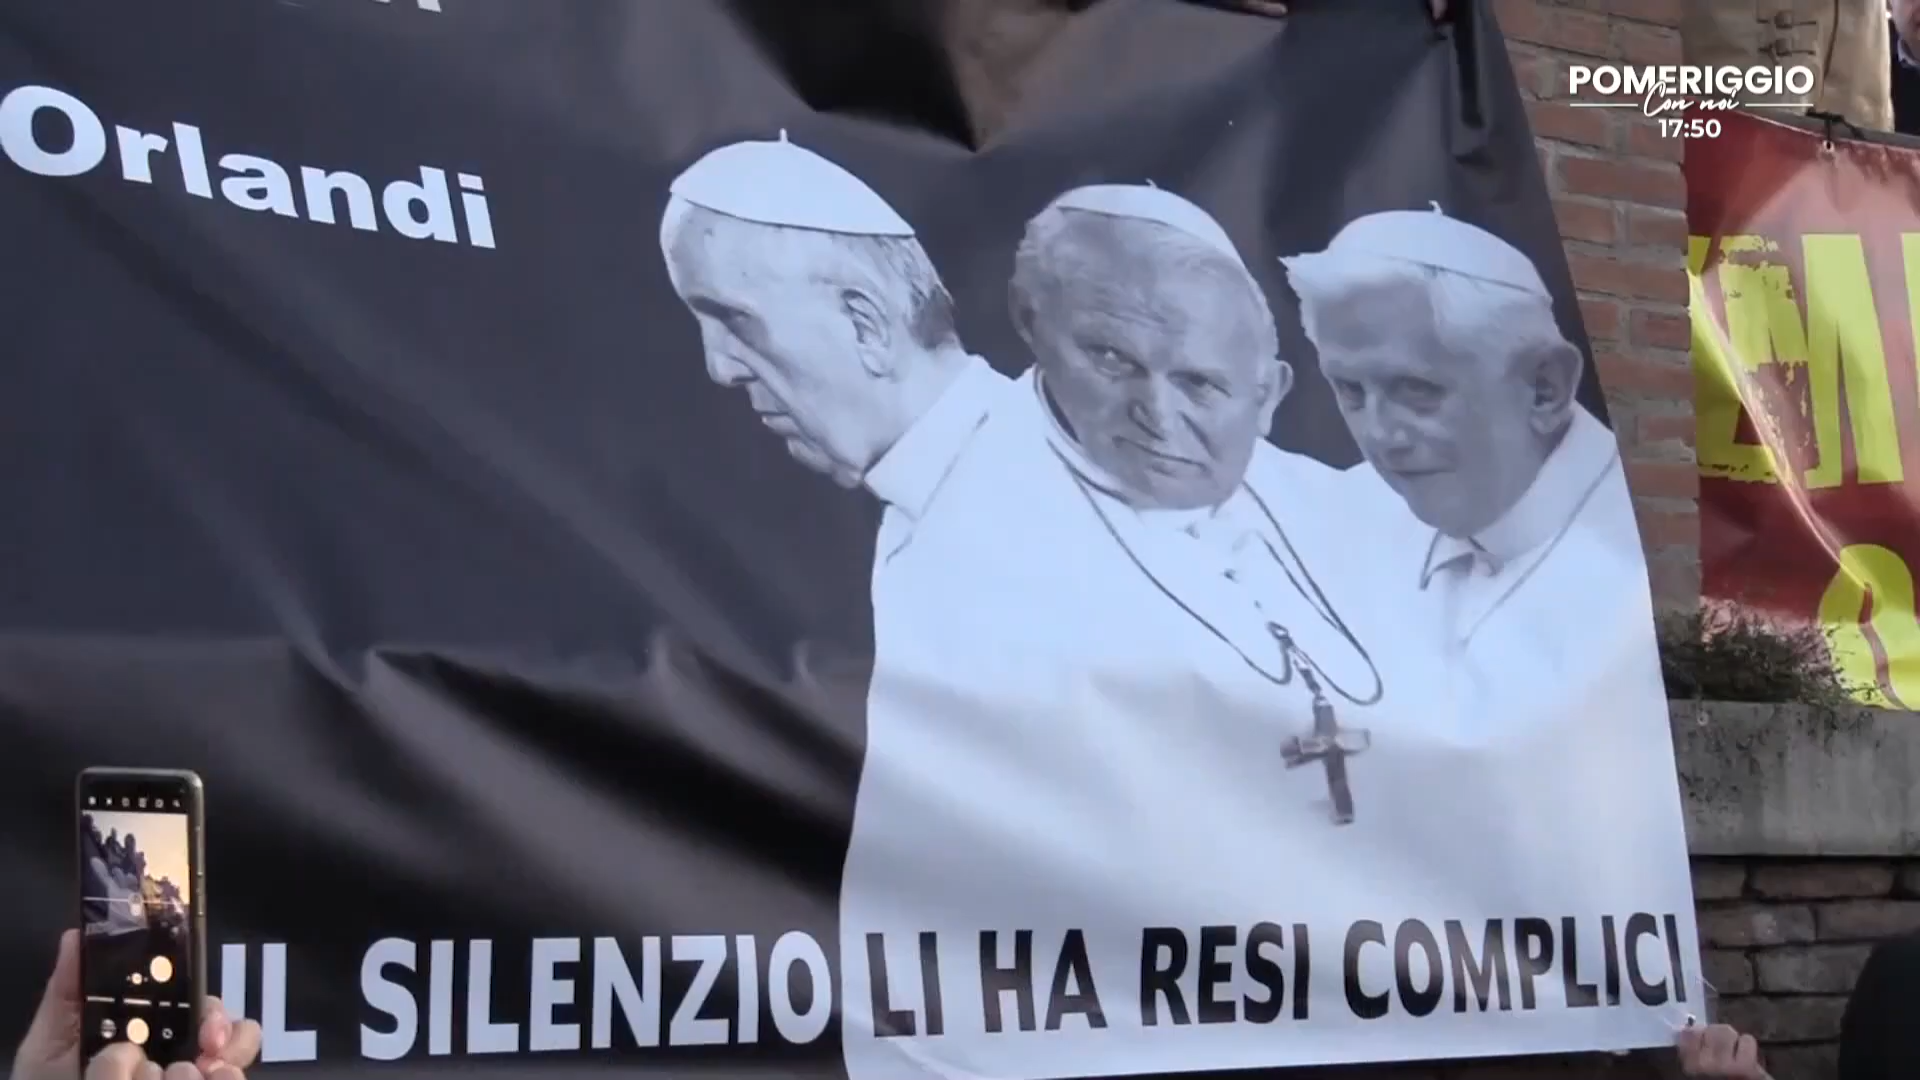 Orlandi
POMERIGGIO
Con noi
17:50
IL SILENZIO LI HA RESI COMPLICI